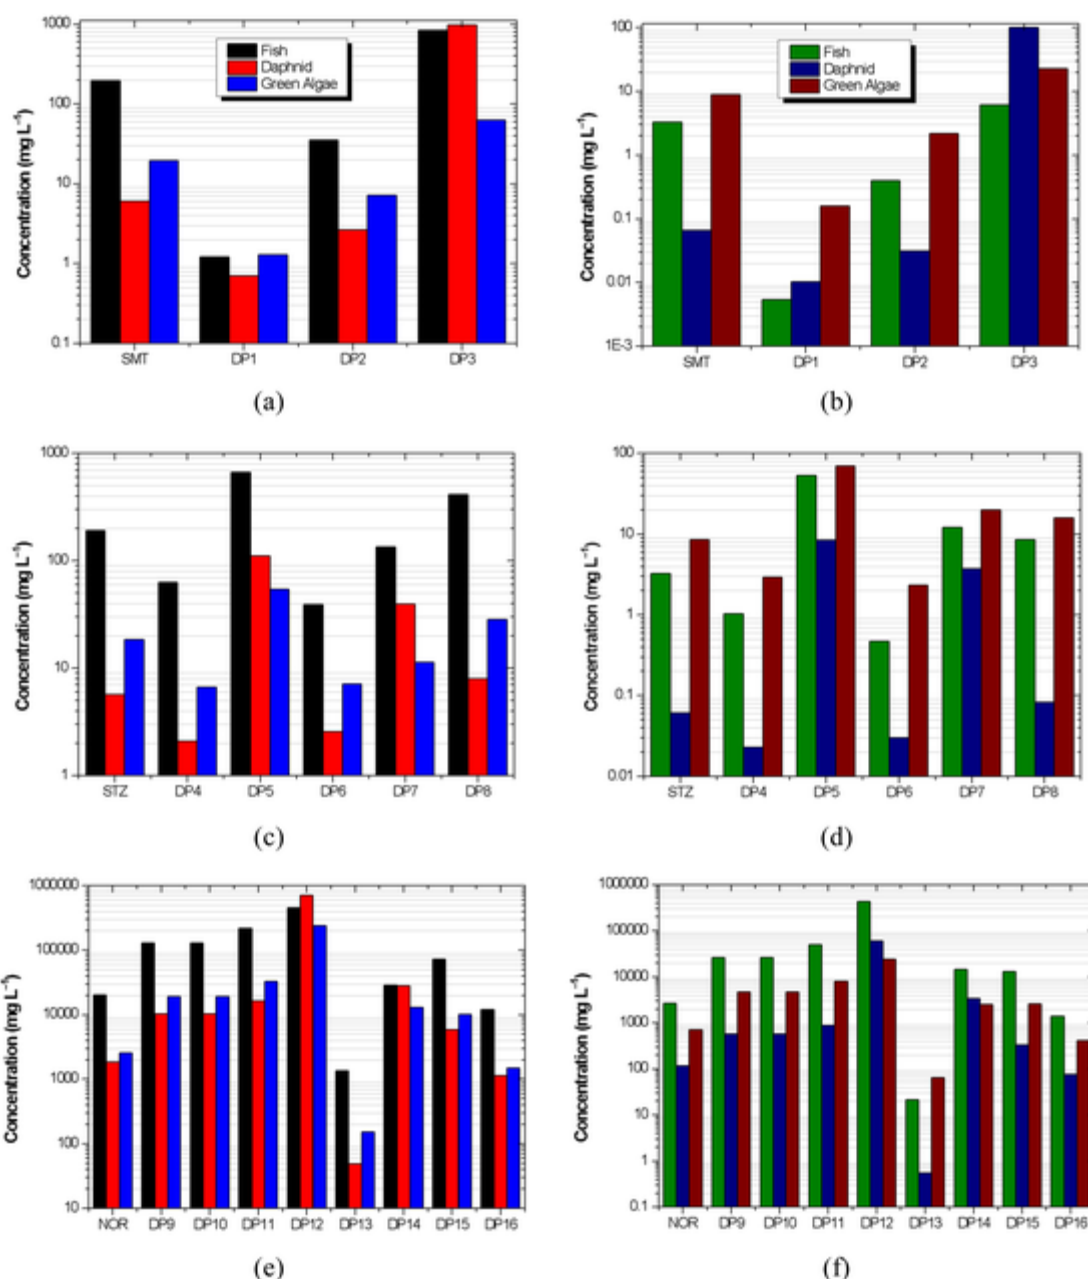 1000
100
10
1
0.1
Concentration (mg L⁻¹)
Fish
Daphnid
Green Algae
SMT DP1 DP2 DP3
(a)
100
10
1
0.1
0.01
1E-3
Concentration (mg L⁻¹)
Fish
Daphnid
Green Algae
SMT DP1 DP2 DP3
(b)
1000
100
10
1
Concentration (mg L⁻¹)
STZ DP4 DP5 DP6 DP7 DP8
(c)
100
10
1
0.1
0.01
Concentration (mg L⁻¹)
STZ DP4 DP5 DP6 DP7 DP8
(d)
1000000
100000
10000
1000
100
10
Concentration (mg L⁻¹)
NOR DP9 DP10 DP11 DP12 DP13 DP14 DP15 DP16
(e)
1000000
100000
10000
1000
100
10
1
0.1
Concentration (mg L⁻¹)
NOR DP9 DP10 DP11 DP12 DP13 DP14 DP15 DP16
(f)